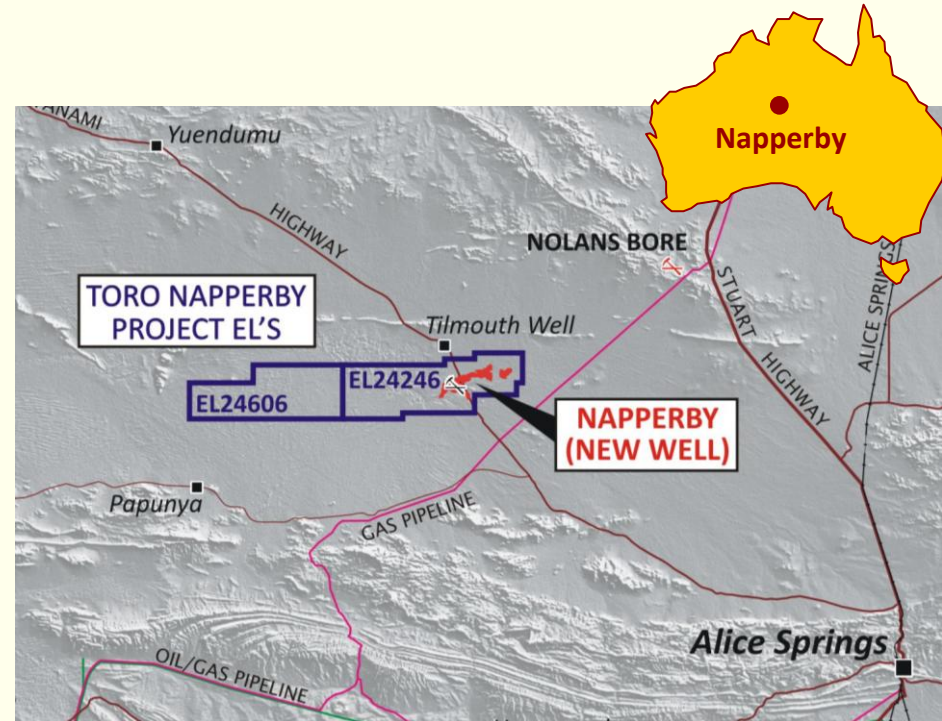 Napperby
TANAMI
Yuendumu
HIGHWAY
NOLANS BORE
TORO NAPPERBY
PROJECT EL'S
Tilmouth Well
STUART
HIGHWAY
ALICE SPRINGS
EL24246
EL24606
NAPPERBY
(NEW WELL)
Papunya
GAS PIPELINE
Alice Springs
OIL/GAS PIPELINE